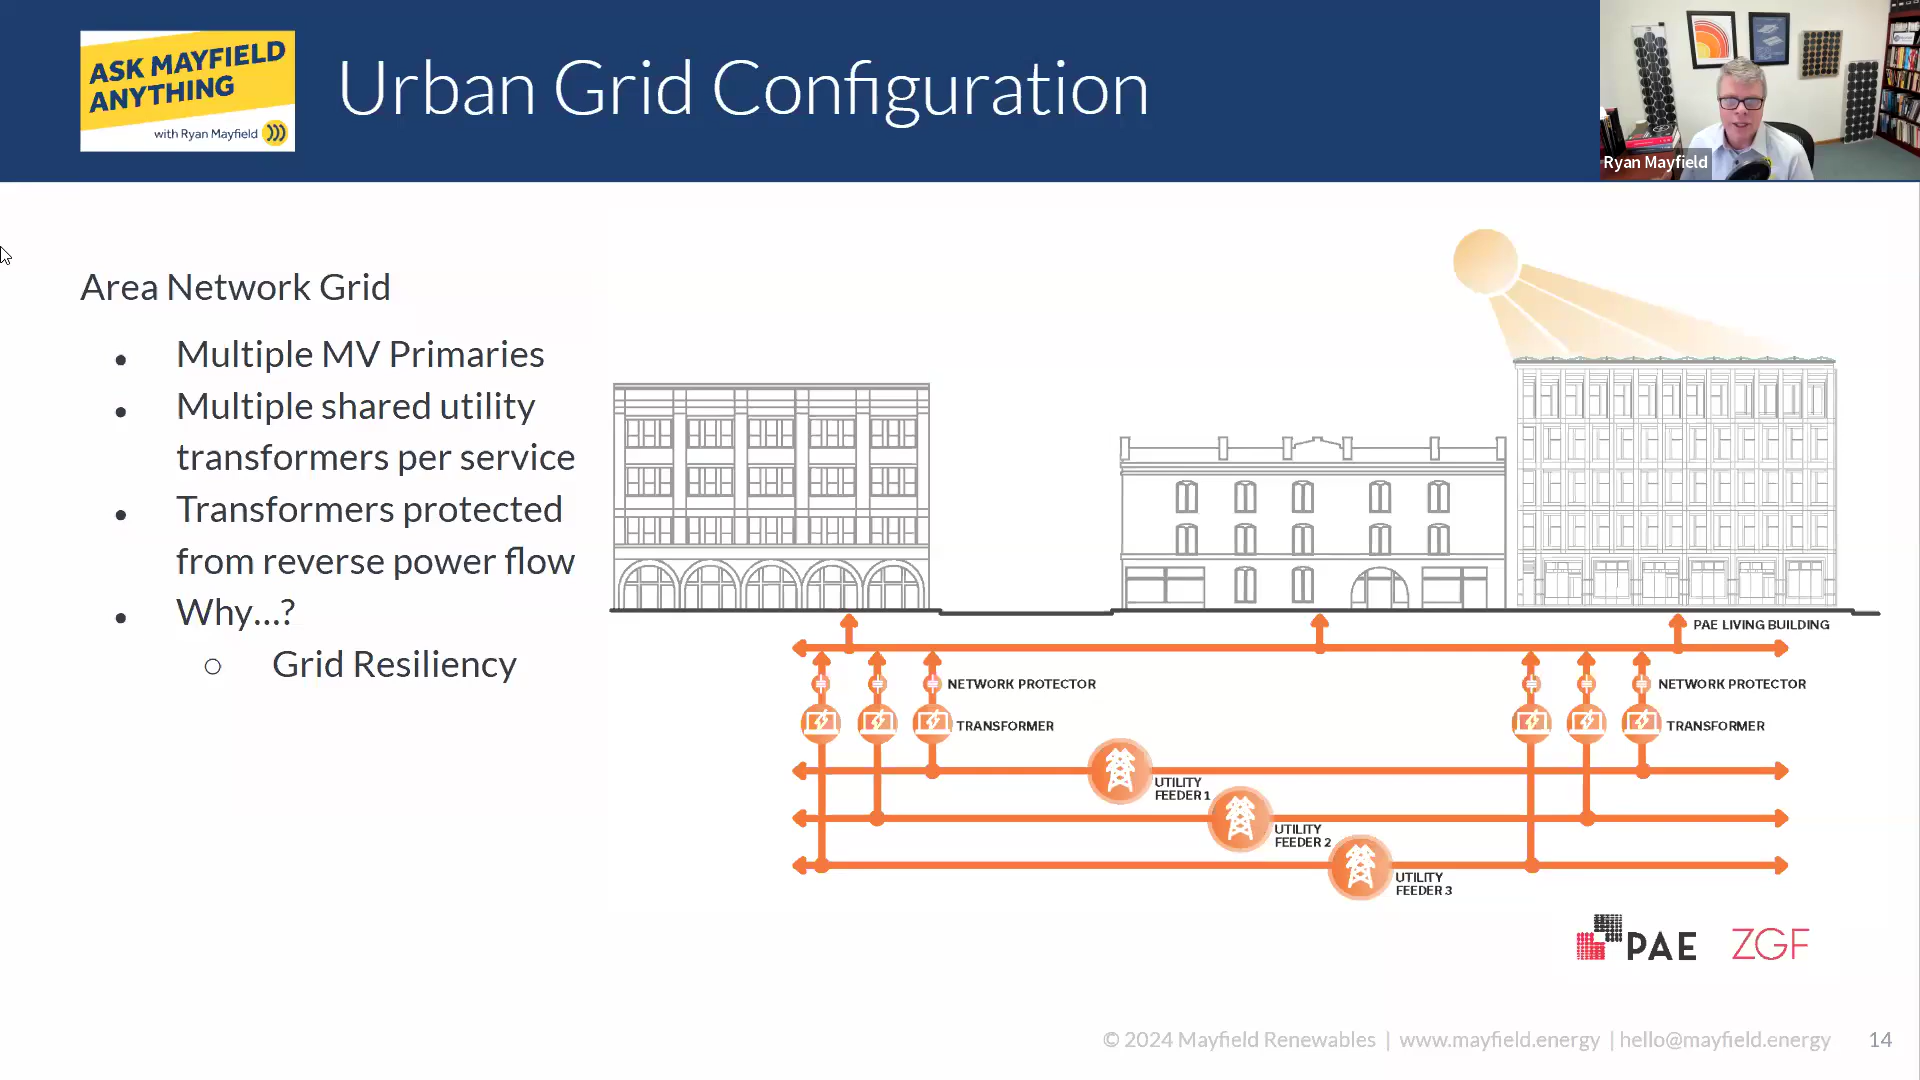 ASK MAYFIELD
ANYTHING
with Ryan Mayfield
Urban Grid Configuration
Ryan Mayfield
Area Network Grid
● Multiple MV Primaries
● Multiple shared utility
transformers per service
● Transformers protected
from reverse power flow
● Why...?
○ Grid Resiliency
PAE LIVING BUILDING
NETWORK PROTECTOR
NETWORK PROTECTOR
TRANSFORMER
TRANSFORMER
UTILITY
FEEDER 1
UTILITY
FEEDER 2
UTILITY
FEEDER 3
PAE
ZGF
© 2024 Mayfield Renewables | www.mayfield.energy | hello@mayfield.energy
14